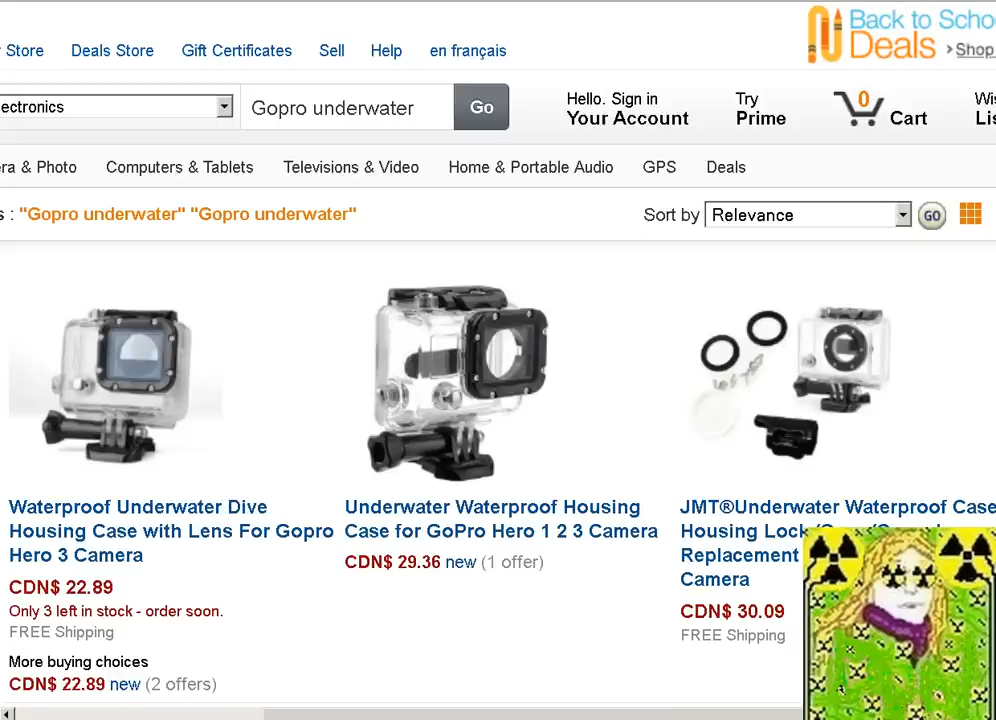 Back to Schoo
Deals › Shop
Store
Deals Store
Gift Certificates
Sell
Help
en français
ectronics
Gopro underwater
Go
Hello. Sign in
Your Account
Try
Prime
0
Cart
Wis
Lis
ra & Photo
Computers & Tablets
Televisions & Video
Home & Portable Audio
GPS
Deals
s : "Gopro underwater" "Gopro underwater"
Sort by
Relevance
GO
Waterproof Underwater Dive
Housing Case with Lens For Gopro
Hero 3 Camera
CDN$ 22.89
Only 3 left in stock - order soon.
FREE Shipping
More buying choices
CDN$ 22.89 new (2 offers)
Underwater Waterproof Housing
Case for GoPro Hero 1 2 3 Camera
CDN$ 29.36 new (1 offer)
JMT®Underwater Waterproof Case
Housing Lock
Replacement
Camera
CDN$ 30.09
FREE Shipping